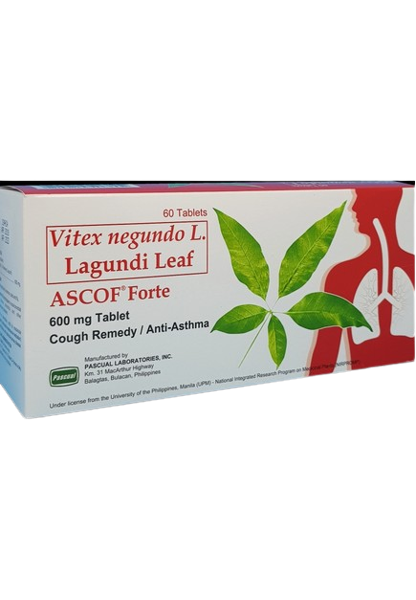 60 Tablets
Vitex negundo L.
Lagundi Leaf
ASCOF® Forte
600 mg Tablet
Cough Remedy / Anti-Asthma
Manufactured by
PASCUAL LABORATORIES, INC.
Km. 31 MacArthur Highway
Balagtas, Bulacan, Philippines
Pascual
Under license from the University of the Philippines, Manila (UPM) - National Integrated Research Program on Medicinal